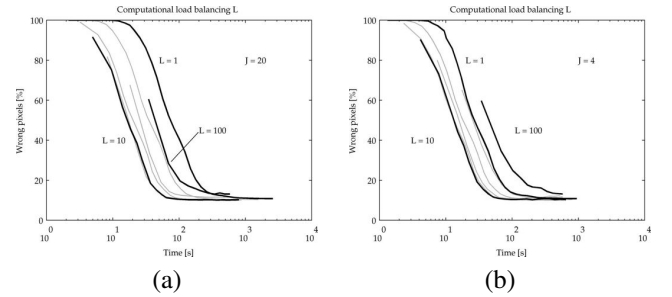 Computational load balancing L
Wrong pixels [%]
100
80
60
40
20
0
L = 1
J = 20
L = 10
L = 100
10 0
10 1
10 2
10 3
10 4
Time [s]
(a)
Computational load balancing L
Wrong pixels [%]
100
80
60
40
20
0
L = 1
J = 4
L = 10
L = 100
10 0
10 1
10 2
10 3
10 4
Time [s]
(b)